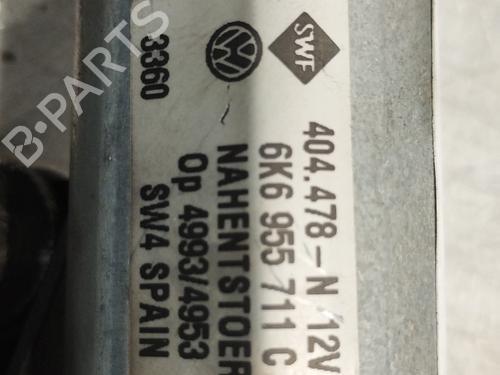 SWF
404.478-N 12V
6K6 955 711 C
NAHENTSTOER
Op 4993/4953
SW4 SPAIN
3360
B-PARTS